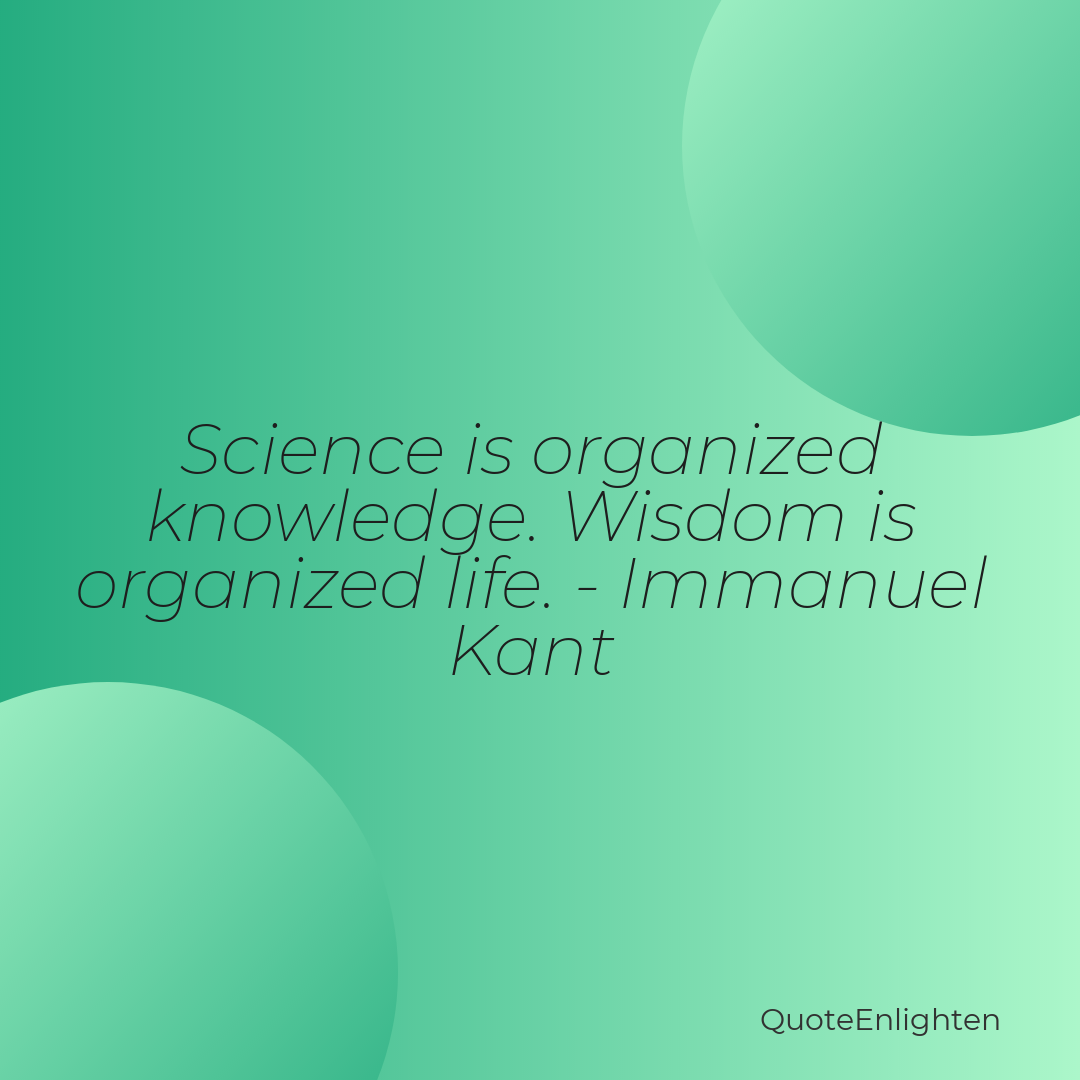 Science is organized
knowledge. Wisdom is
organized life. - Immanuel
Kant
QuoteEnlighten